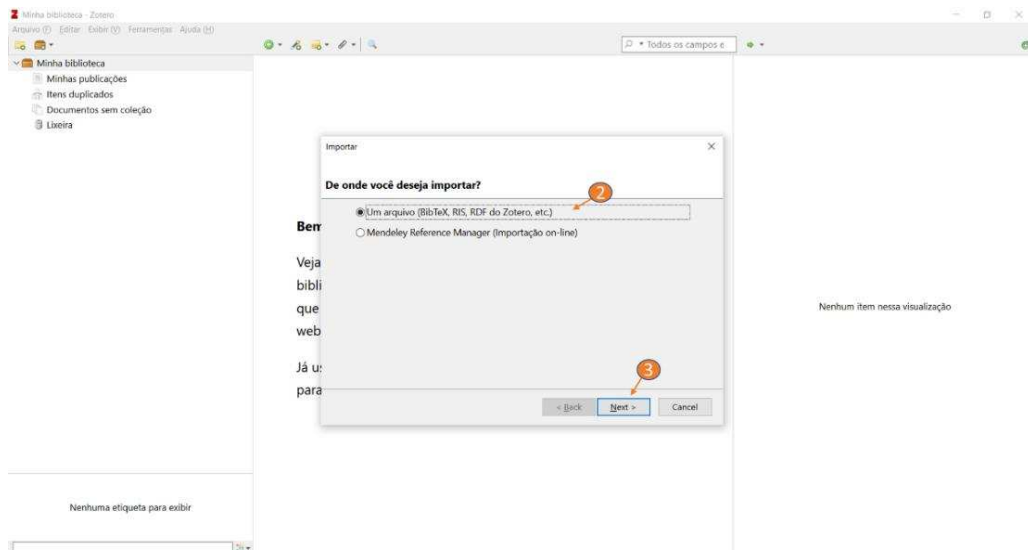 Minha biblioteca - Zotero
Arquivo (F) Editar Exibir (V) Ferramentas Ajuda (H)
Todos os campos e
Minha biblioteca
Minhas publicações
Itens duplicados
Documentos sem coleção
Lixeira
Importar
De onde você deseja importar?
2
Um arquivo (BibTeX, RIS, RDF do Zotero, etc.)
Mendeley Reference Manager (Importação on-line)
Bem
Veja
bibli
que
web
Já us
para
Nenhum item nessa visualização
3
< Back Next > Cancel
Nenhuma etiqueta para exibir